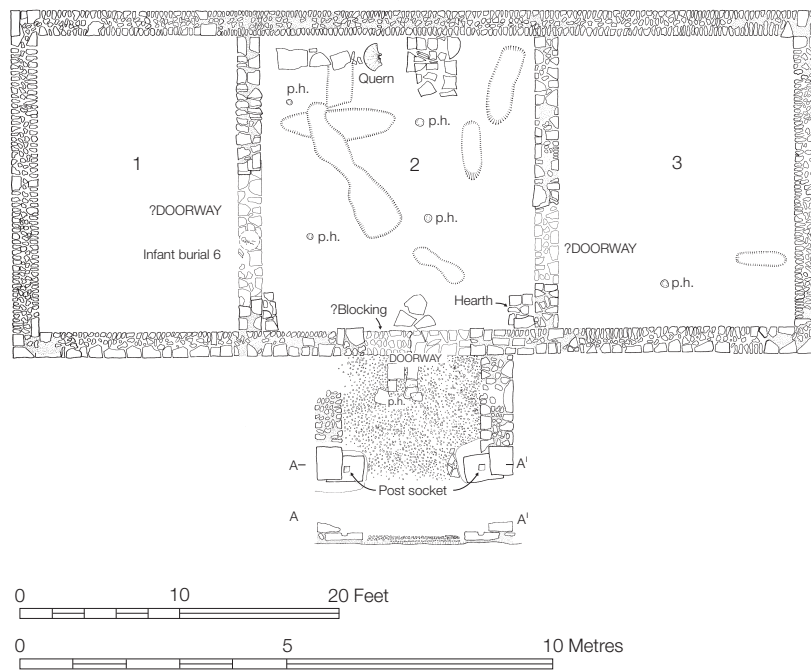 Quern
p.h.
p.h.
1
2
3
?DOORWAY
p.h.
p.h.
?DOORWAY
Infant burial 6
p.h.
?Blocking
Hearth
DOORWAY
p.h.
A
A'
Post socket
A
A'
0 10 20 Feet
0 5 10 Metres